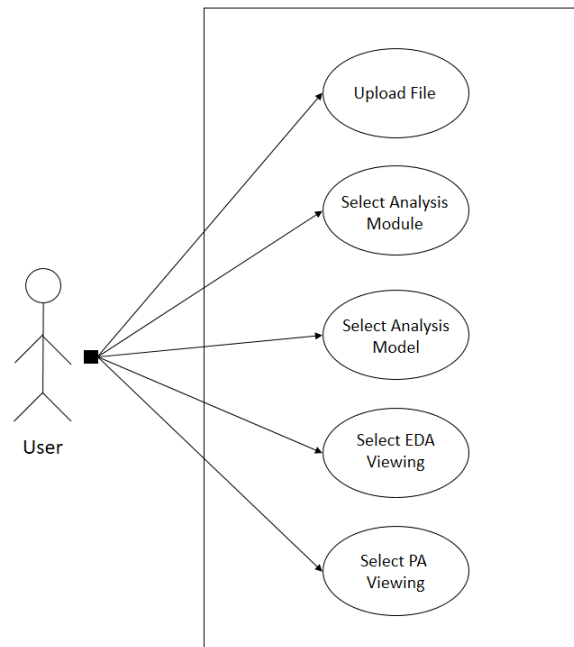 Upload File
Select Analysis
Module
Select Analysis
Model
User
Select EDA
Viewing
Select PA
Viewing